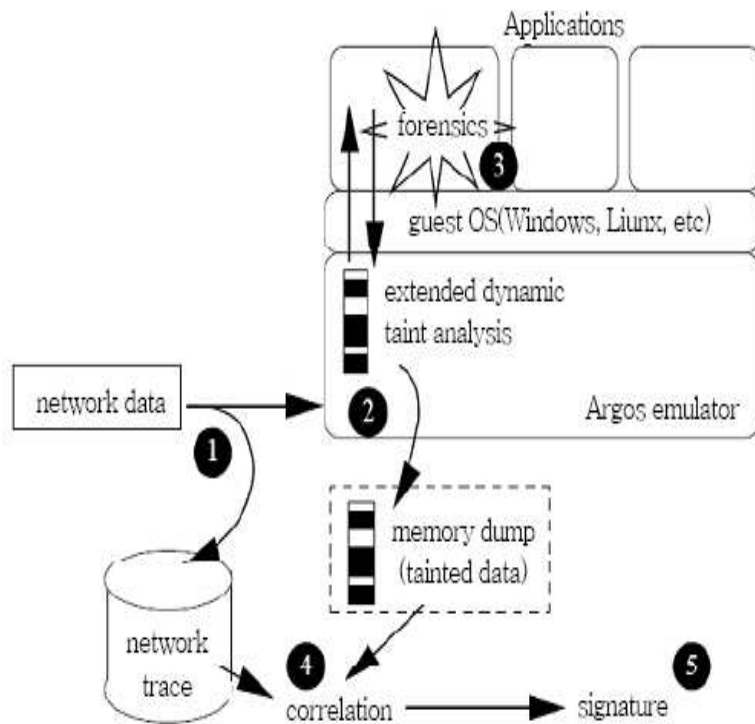 Applications
forensics
3
guest OS(Windows, Liunx, etc)
extended dynamic
taint analysis
network data
2
Argos emulator
1
memory dump
(tainted data)
network
trace
4
correlation
5
signature